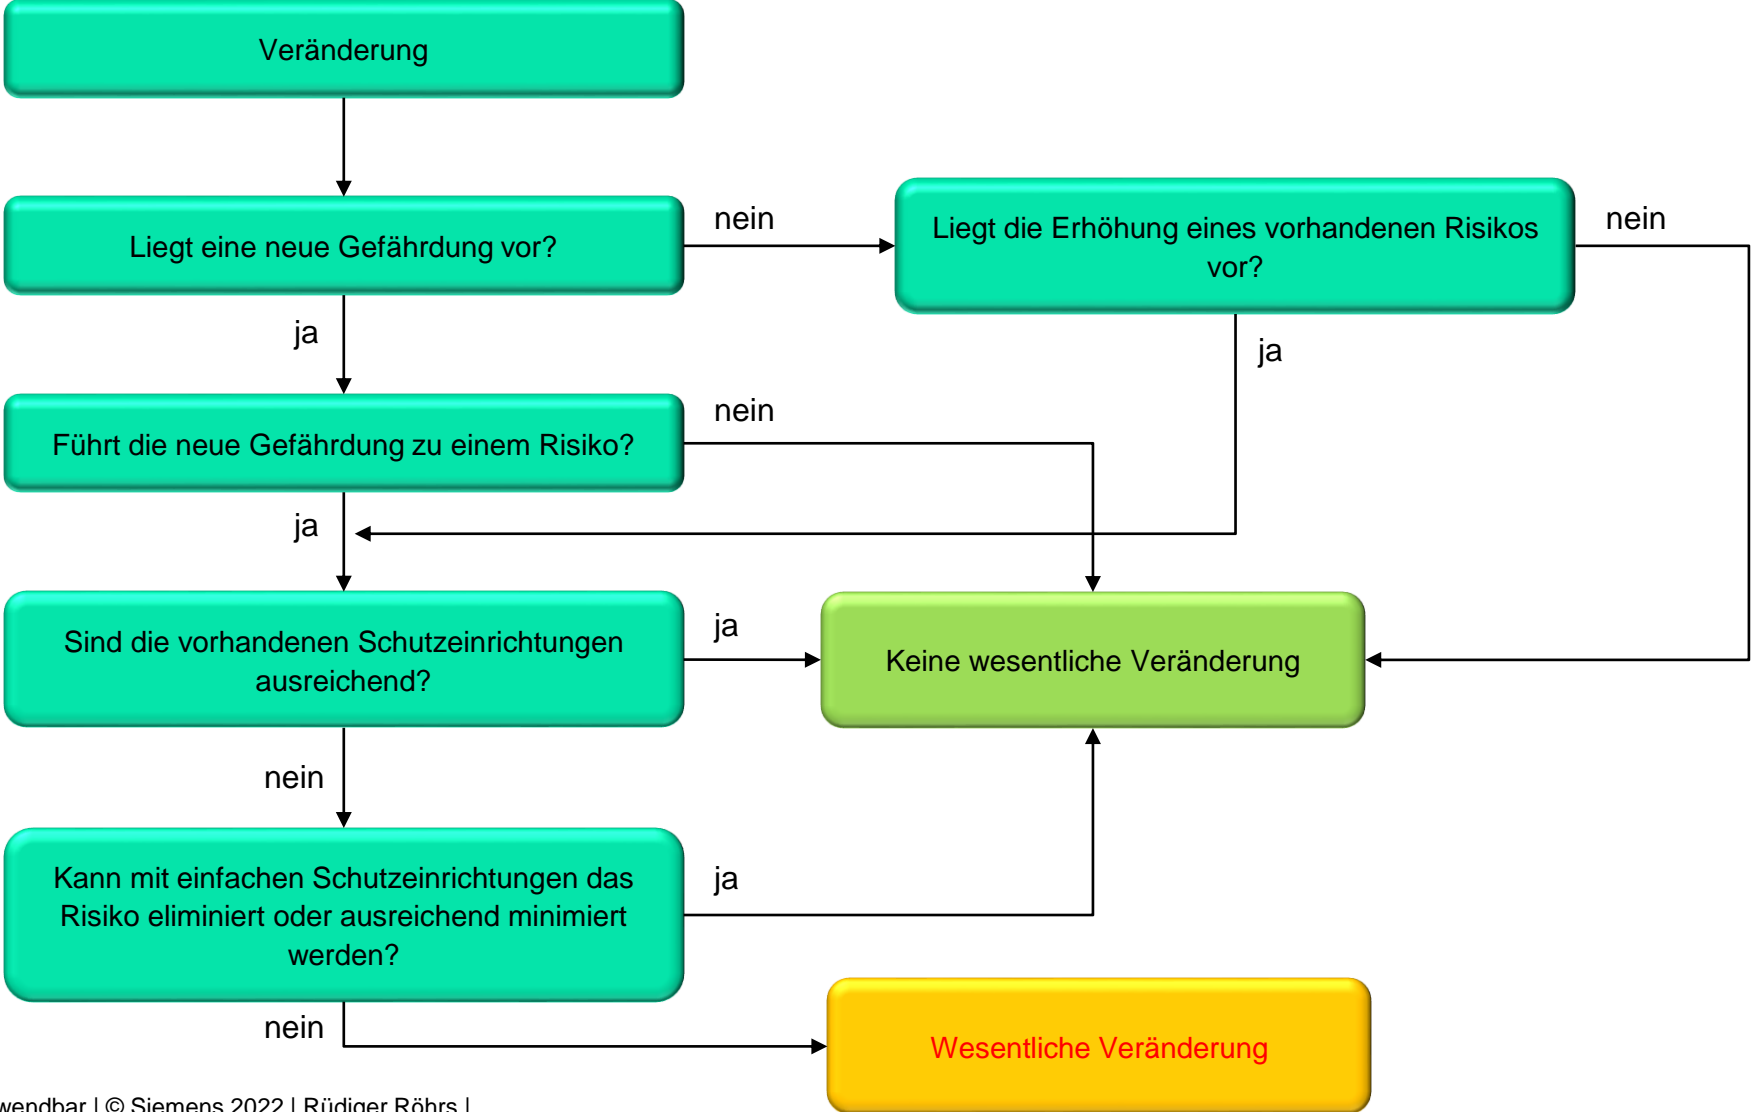 Veränderung
Liegt eine neue Gefährdung vor?
nein
Liegt die Erhöhung eines vorhandenen Risikos
vor?
nein
ja
ja
Führt die neue Gefährdung zu einem Risiko?
nein
ja
Sind die vorhandenen Schutzeinrichtungen
ausreichend?
ja
Keine wesentliche Veränderung
nein
Kann mit einfachen Schutzeinrichtungen das
Risiko eliminiert oder ausreichend minimiert
werden?
ja
nein
Wesentliche Veränderung
wendbar | © Siemens 2022 | Rüdiger Röhrs |